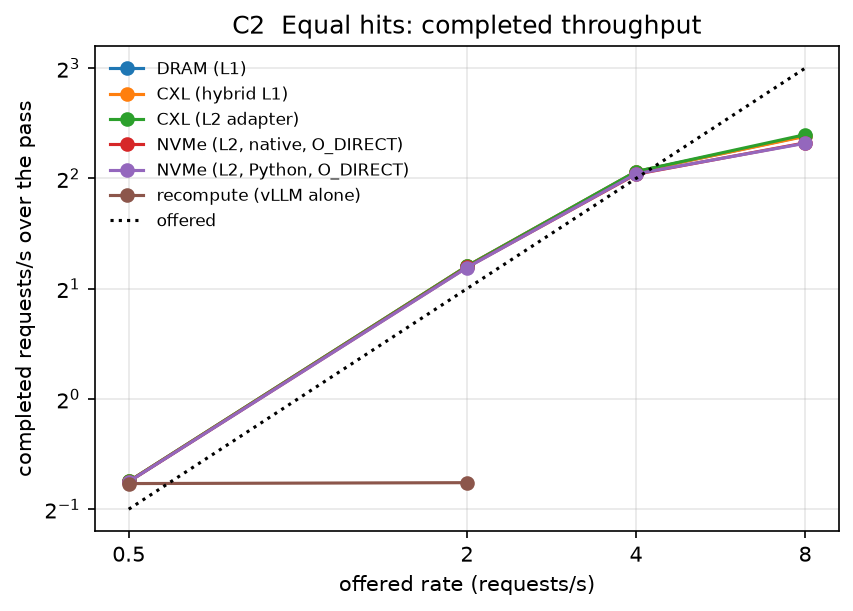 C2  Equal hits: completed throughput
completed requests/s over the pass
2^3
2^2
2^1
2^0
2^−1
DRAM (L1)
CXL (hybrid L1)
CXL (L2 adapter)
NVMe (L2, native, O_DIRECT)
NVMe (L2, Python, O_DIRECT)
recompute (vLLM alone)
offered
0.5 2 4 8
offered rate (requests/s)